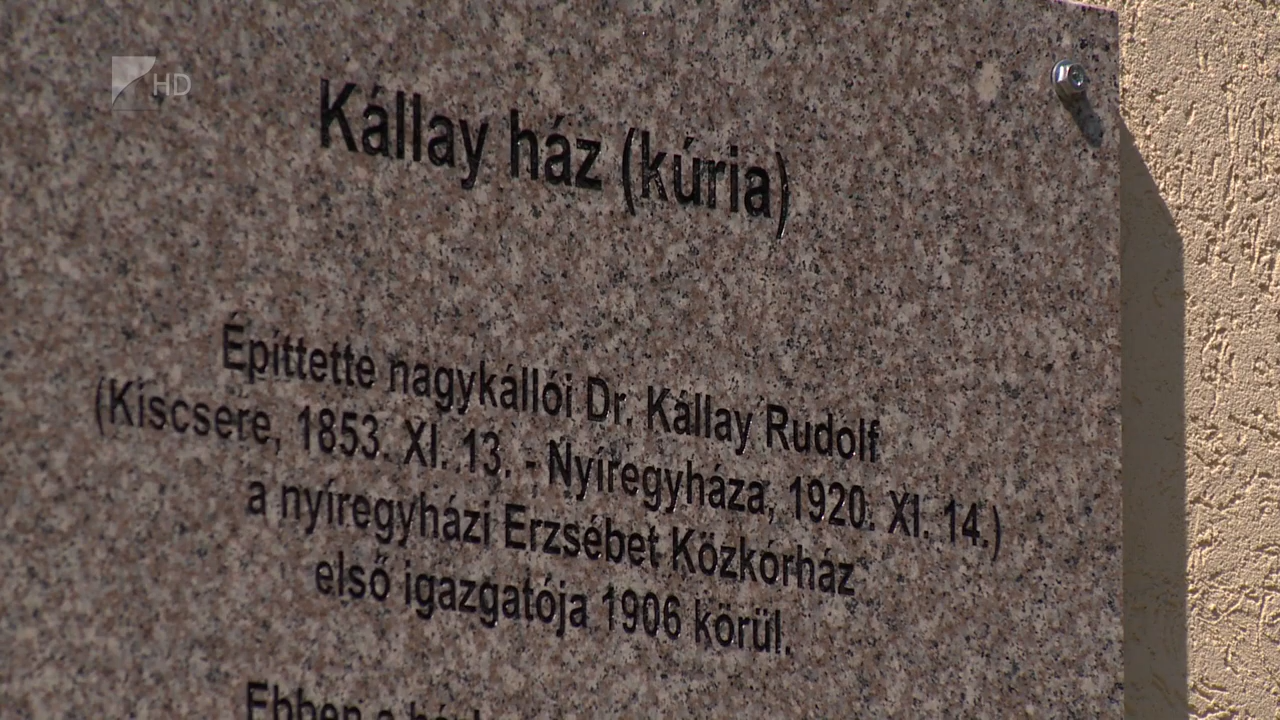 HD
Kállay ház (kúria)
Építtette nagykállói Dr. Kállay Rudolf
(Kiscsere, 1853. XI. 13. - Nyíregyháza, 1920. XI. 14.)
a nyíregyházi Erzsébet Közkórház
első igazgatója 1906 körül.
Ebben a